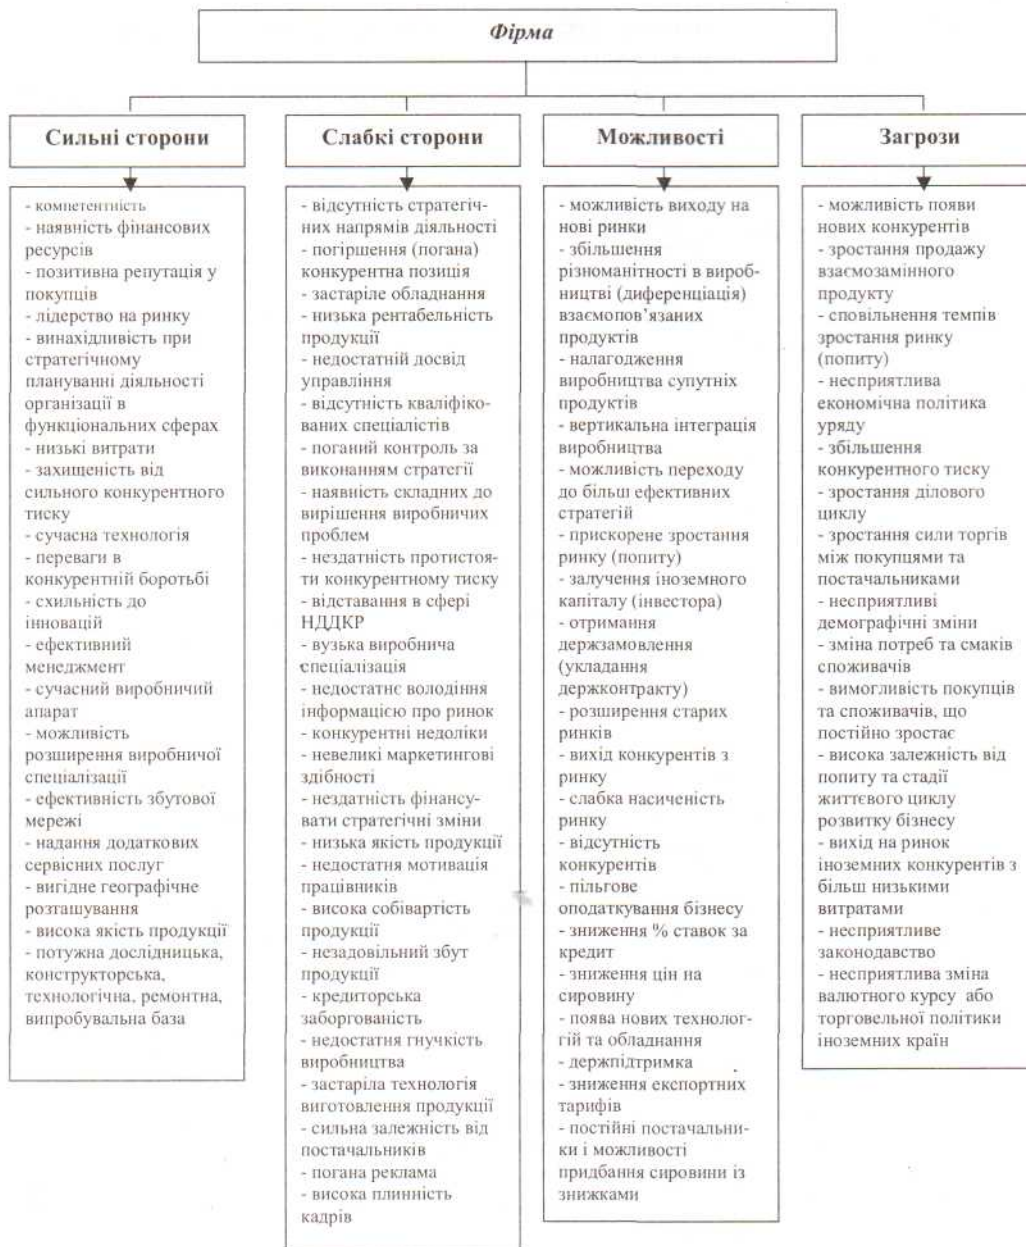 Фірма
Сильні сторони
- компетентність
- наявність фінансових
ресурсів
- позитивна репутація у
покупців
- лідерство на ринку
- винахідливість при
стратегічному
плануванні діяльності
організації в
функціональних сферах
- низькі витрати
- захищеність від
сильного конкурентного
тиску
- сучасна технологія
- переваги в
конкурентній боротьбі
- схильність до
інновацій
- ефективний
менеджмент
- сучасний виробничий
апарат
- можливість
розширення виробничої
спеціалізації
- ефективність збутової
мережі
- надання додаткових
сервісних послуг
- вигідне географічне
розташування
- висока якість продукції
- потужна дослідницька,
конструкторська,
технологічна, ремонтна,
випробувальна база
Слабкі сторони
- відсутність стратегіч-
них напрямів діяльності
- погіршення (погана)
конкурентна позиція
- застаріле обладнання
- низька рентабельність
продукції
- недостатній досвід
управління
- відсутність кваліфіко-
ваних спеціалістів
- поганий контроль за
виконанням стратегії
- наявність складних до
вирішення виробничих
проблем
- нездатність протистоя-
ти конкурентному тиску
- відставання в сфері
НДДКР
- вузька виробнича
спеціалізація
- недостатнє володіння
інформацією про ринок
- конкурентні недоліки
- невеликі маркетингові
здібності
- нездатність фінансу-
вати стратегічні зміни
- низька якість продукції
- недостатня мотивація
працівників
- висока собівартість
продукції
- незадовільний збут
продукції
- кредиторська
заборгованість
- недостатня гнучкість
виробництва
- застаріла технологія
виготовлення продукції
- сильна залежність від
постачальників
- погана реклама
- висока плинність
кадрів
Можливості
- можливість виходу на
нові ринки
- збільшення
різноманітності в вироб-
ництві (диференціація)
взаємопов’язаних
продуктів
- налагодження
виробництва супутніх
продуктів
- вертикальна інтеграція
виробництва
- можливість переходу
до більш ефективних
стратегій
- прискорене зростання
ринку (попиту)
- залучення іноземного
капіталу (інвестора)
- отримання
держзамовлення
(укладання
держконтракту)
- розширення старих
ринків
- вихід конкурентів з
ринку
- слабка насиченість
ринку
- відсутність
конкурентів
- пільгове
оподаткування бізнесу
- зниження % ставок за
кредит
- зниження цін на
сировину
- поява нових технолог-
гій та обладнання
- держпідтримка
- зниження експортних
тарифів
- постійні постачальни-
ки і можливості
придбання сировини із
знижками
Загрози
- можливість появи
нових конкурентів
- зростання продажу
взаємозамінного
продукту
- сповільнення темпів
зростання ринку
(попиту)
- несприятлива
економічна політика
уряду
- збільшення
конкурентного тиску
- зростання ділового
циклу
- зростання сили торгів
між покупцями та
постачальниками
- несприятливі
демографічні зміни
- зміна потреб та смаків
споживачів
- вимогливість покупців
та споживачів, що
постійно зростає
- висока залежність від
попиту та стадії
життєвого циклу
розвитку бізнесу
- вихід на ринок
іноземних конкурентів з
більш низькими
витратами
- несприятливе
законодавство
- несприятлива зміна
валютного курсу або
торговельної політики
іноземних країн